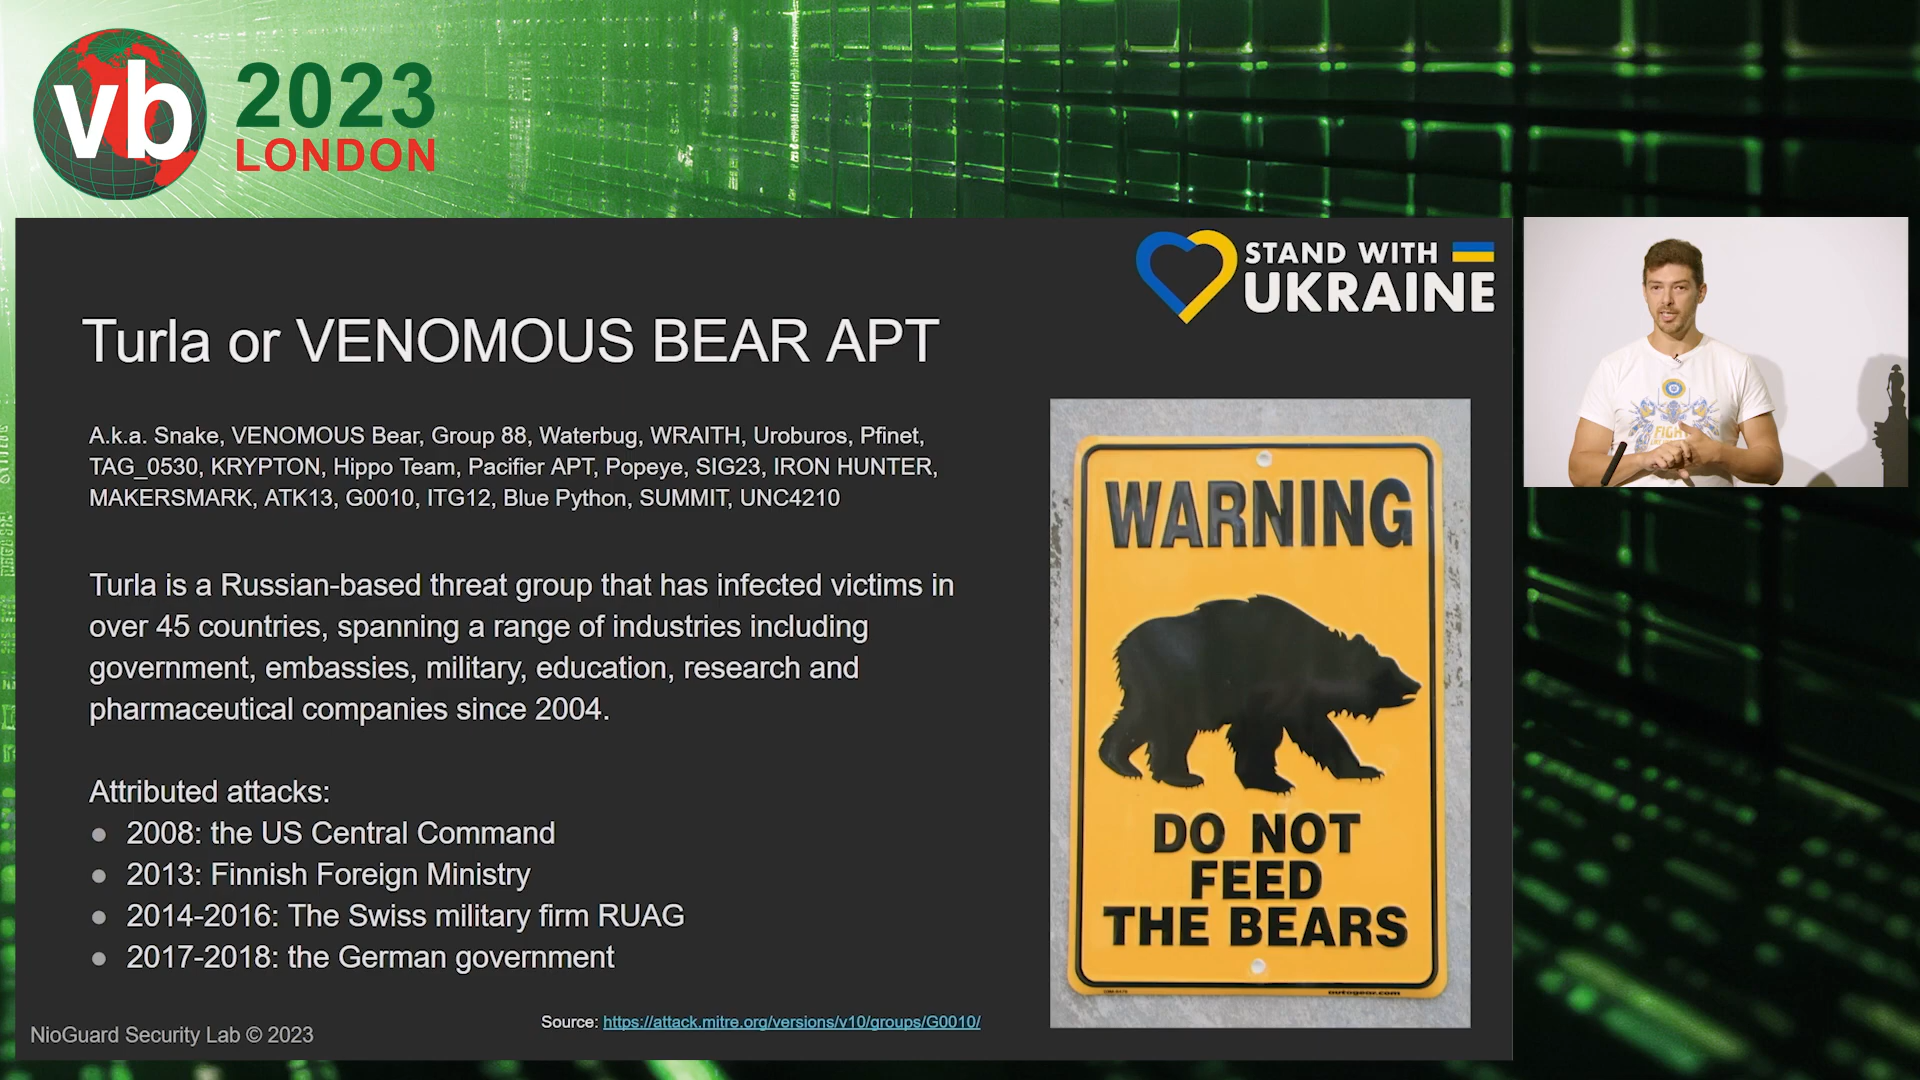 vb
2023
LONDON
STAND WITH
UKRAINE
Turla or VENOMOUS BEAR APT
A.k.a. Snake, VENOMOUS Bear, Group 88, Waterbug, WRAITH, Uroburos, Pfinet,
TAG_0530, KRYPTON, Hippo Team, Pacifier APT, Popeye, SIG23, IRON HUNTER,
MAKERSMARK, ATK13, G0010, ITG12, Blue Python, SUMMIT, UNC4210
Turla is a Russian-based threat group that has infected victims in
over 45 countries, spanning a range of industries including
government, embassies, military, education, research and
pharmaceutical companies since 2004.
Attributed attacks:
● 2008: the US Central Command
● 2013: Finnish Foreign Ministry
● 2014-2016: The Swiss military firm RUAG
● 2017-2018: the German government
Source: https://attack.mitre.org/versions/v10/groups/G0010/
NioGuard Security Lab © 2023
WARNING
DO NOT
FEED
THE BEARS
autogear.com
FIGHT